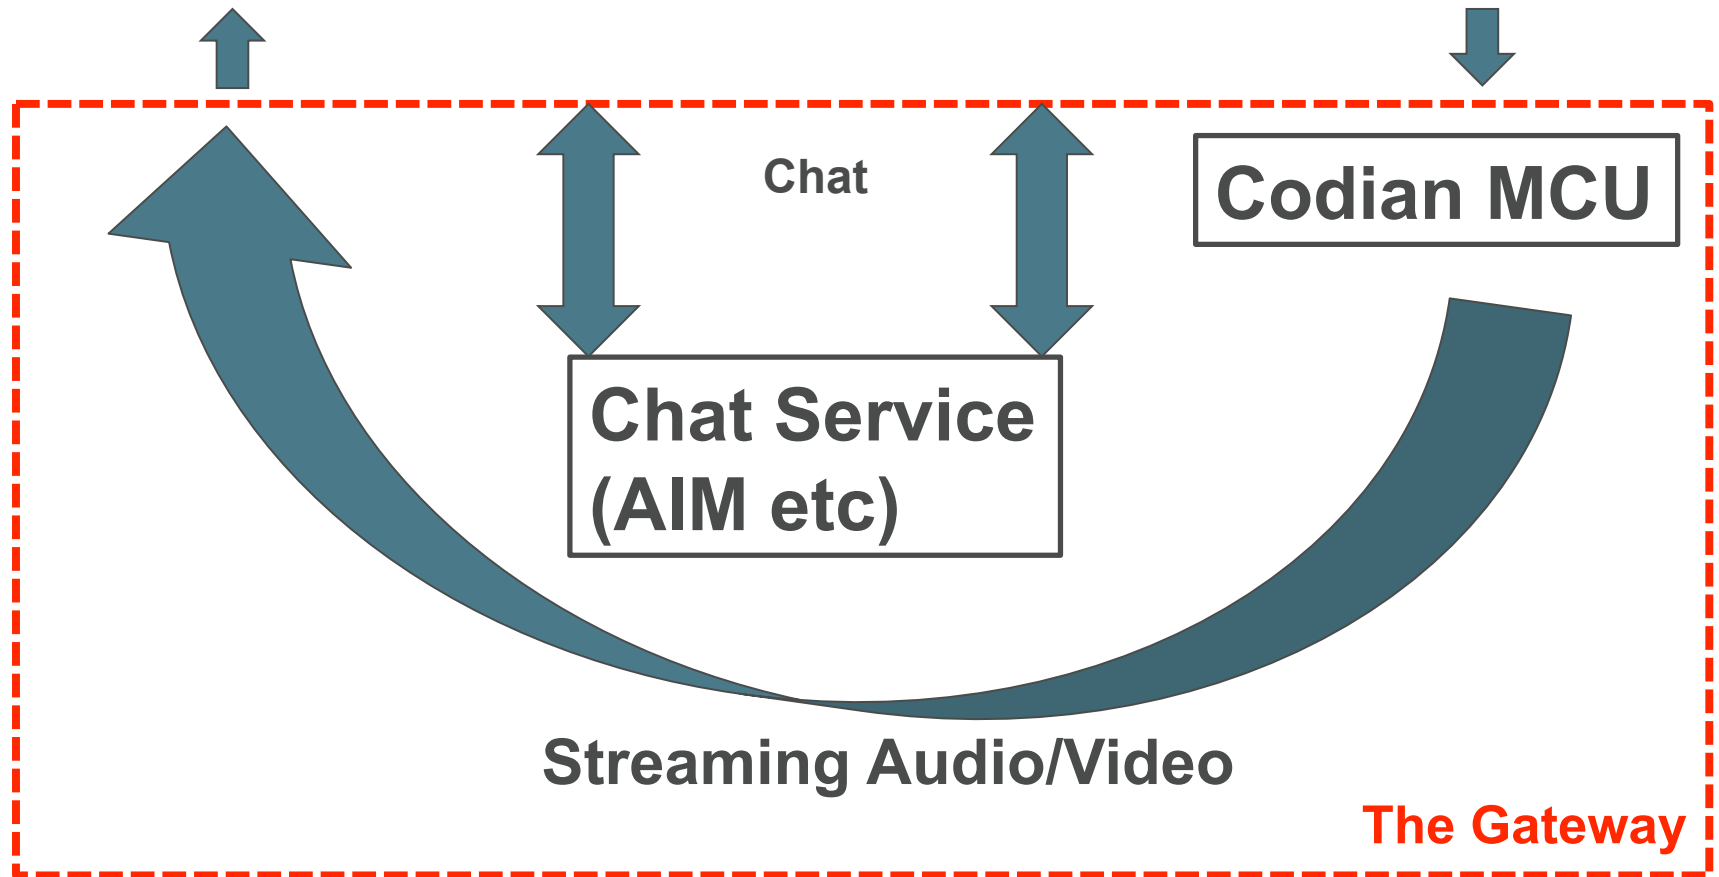 Chat
Codian MCU
Chat Service
(AIM etc)
Streaming Audio/Video
The Gateway